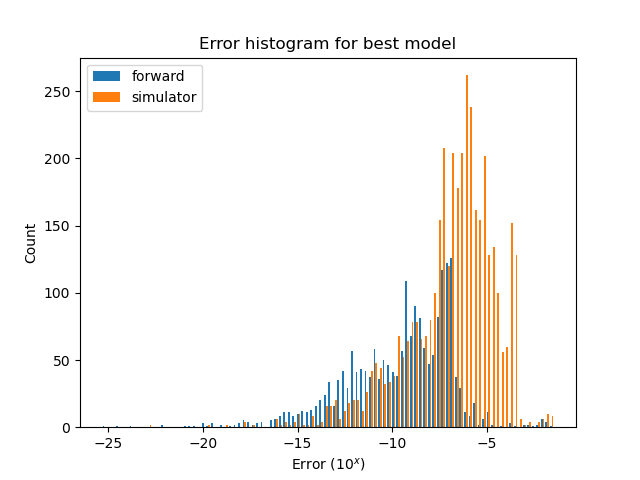 Error histogram for best model
forward
simulator
250
200
150
100
50
0
Count
−25 −20 −15 −10 −5
Error (10ˣ)